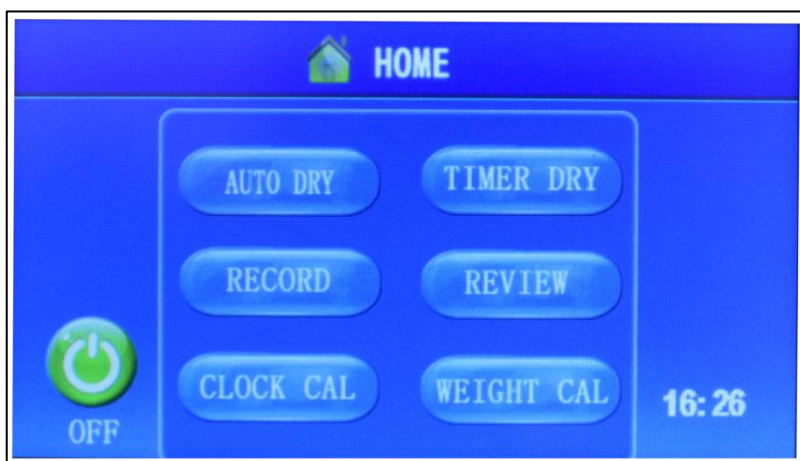 HOME
AUTO DRY
TIMER DRY
RECORD
REVIEW
CLOCK CAL
WEIGHT CAL
OFF
16:26